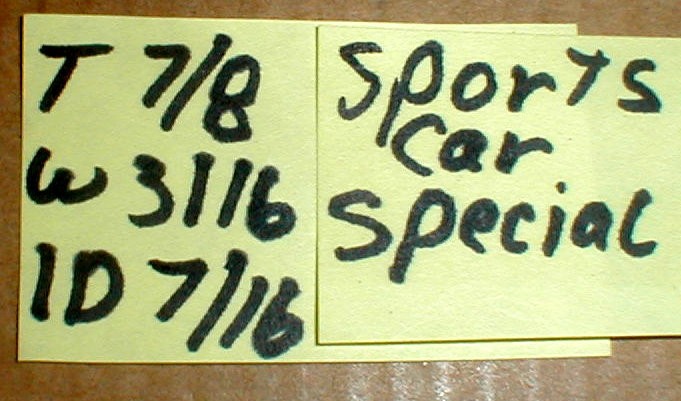 T 7/8
W 3/16
ID 7/16
Sports
Car
Special